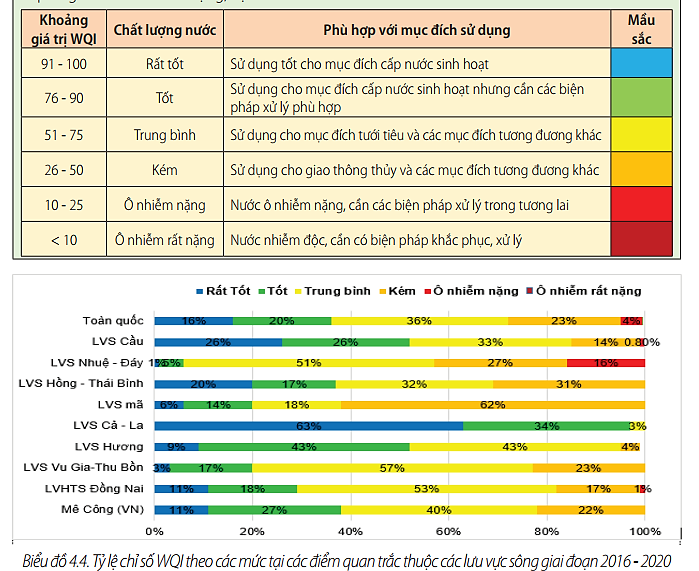 Khoảng giá trị WQI Chất lượng nước Phù hợp với mục đích sử dụng Mầu sắc
91 - 100 Rất tốt Sử dụng tốt cho mục đích cấp nước sinh hoạt
76 - 90 Tốt Sử dụng cho mục đích cấp nước sinh hoạt nhưng cần các biện
pháp xử lý phù hợp
51 - 75 Trung bình Sử dụng cho mục đích tưới tiêu và các mục đích tương đương khác
26 - 50 Kém Sử dụng cho giao thông thủy và các mục đích tương đương khác
10 - 25 Ô nhiễm nặng Nước ô nhiễm nặng, cần các biện pháp xử lý trong tương lai
< 10 Ô nhiễm rất nặng Nước nhiễm độc, cần có biện pháp khắc phục, xử lý
Rất Tốt Tốt Trung bình Kém Ô nhiễm nặng Ô nhiễm rất nặng
Toàn quốc 16% 20% 36% 23% 4%
LVS Cầu 26% 26% 33% 14% 0.80%
LVS Nhuệ - Đáy 1% 5% 51% 27% 16%
LVS Hồng - Thái Bình 20% 17% 32% 31%
LVS mã 6% 14% 18% 62%
LVS Cả - La 63% 34% 3%
LVS Hương 9% 43% 43% 4%
LVS Vu Gia-Thu Bồn 3% 17% 57% 23%
LVHTS Đồng Nai 11% 18% 53% 17% 1%
Mê Công (VN) 11% 27% 40% 22%
0% 20% 40% 60% 80% 100%
Biểu đồ 4.4. Tỷ lệ chỉ số WQI theo các mức tại các điểm quan trắc thuộc các lưu vực sông giai đoạn 2016 - 2020